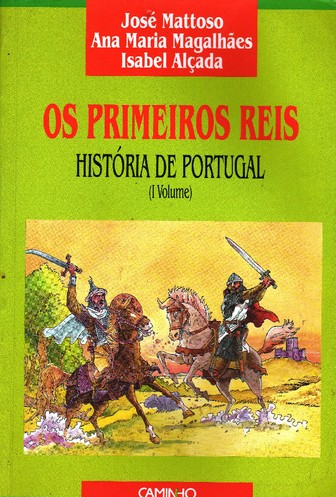 José Mattoso
Ana Maria Magalhães
Isabel Alçada
OS PRIMEIROS REIS
HISTÓRIA DE PORTUGAL
(I Volume)
CAMINHO